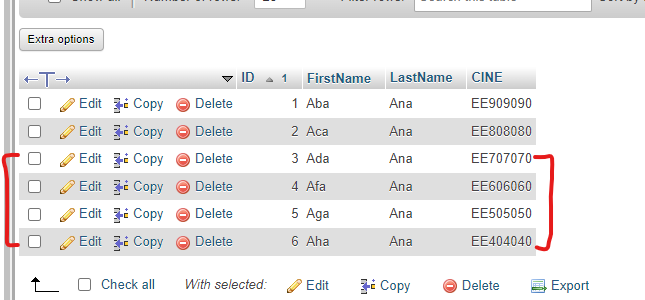 Show all Number of rows: 25 Filter rows: Search this table Sort by
Extra options
ID 1 FirstName LastName CINE
Edit Copy Delete 1 Aba Ana EE909090
Edit Copy Delete 2 Aca Ana EE808080
Edit Copy Delete 3 Ada Ana EE707070
Edit Copy Delete 4 Afa Ana EE606060
Edit Copy Delete 5 Aga Ana EE505050
Edit Copy Delete 6 Aha Ana EE404040
Check all With selected: Edit Copy Delete Export